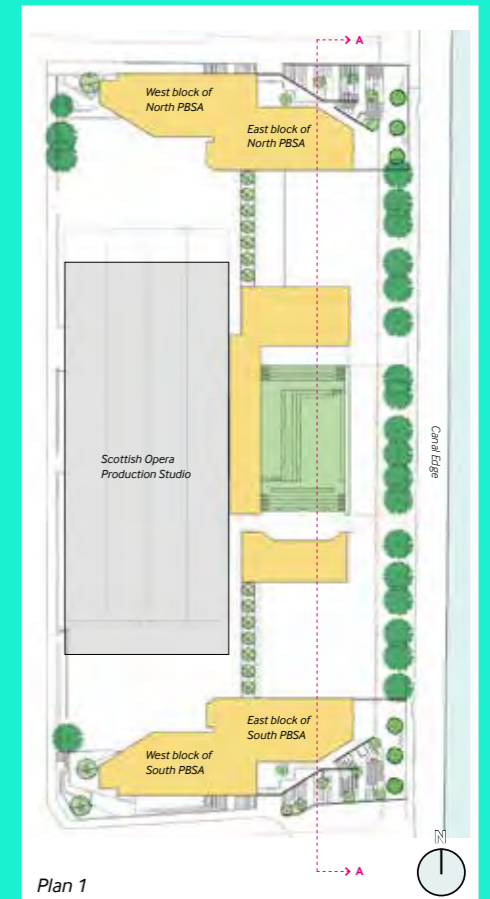 A
West block of
North PBSA
East block of
North PBSA
Scottish Opera
Production Studio
Canal Edge
East block of
South PBSA
West block of
South PBSA
N
A
Plan 1